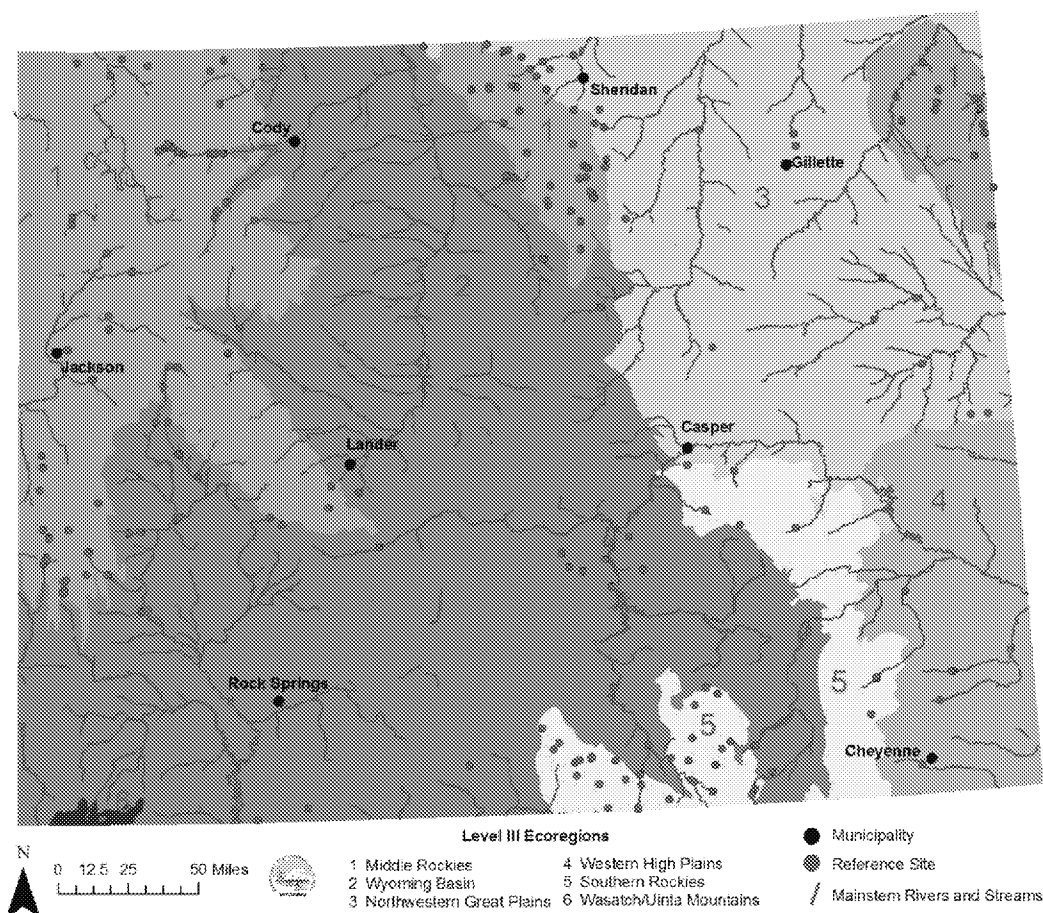 Sheridan
Cody
Gillette
1
3
Jackson
Casper
Lander
4
Rock Springs
5
5
Cheyenne
Level III Ecoregions
N
0 12.5 25 50 Miles
1 Middle Rockies
2 Wyoming Basin
3 Northwestern Great Plains
4 Western High Plains
5 Southern Rockies
6 Wasatch/Uinta Mountains
Municipality
Reference Site
Mainstem Rivers and Streams